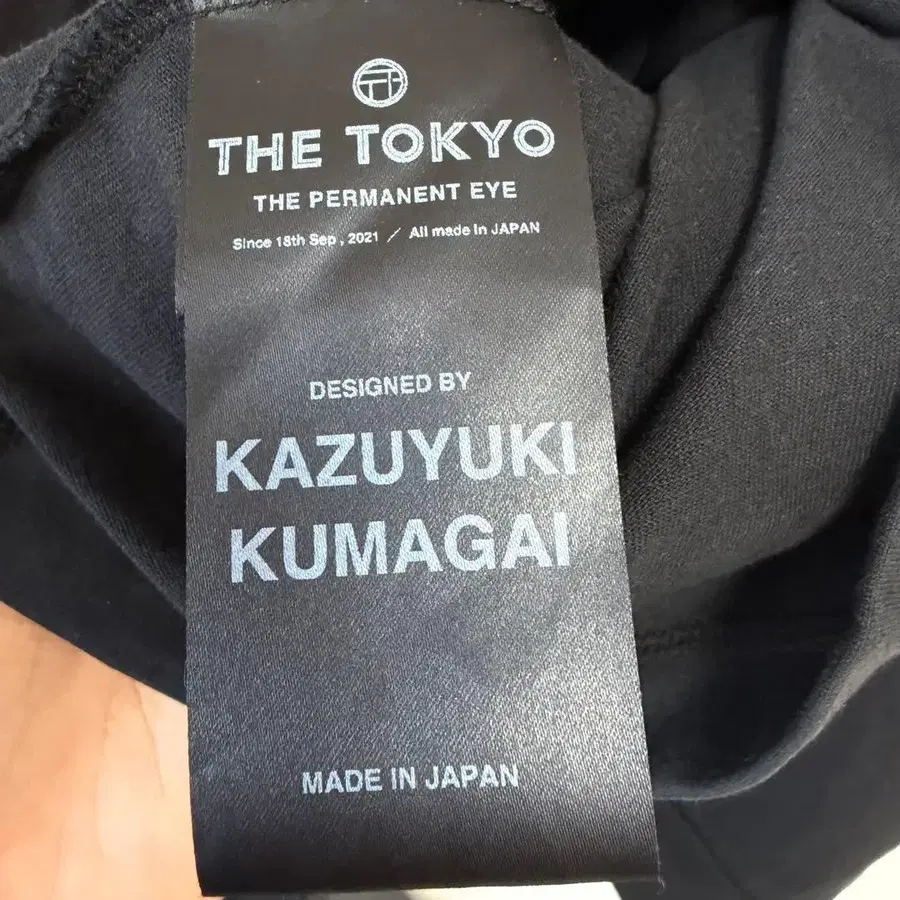 THE TOKYO
THE PERMANENT EYE
Since 18th Sep , 2021 / All made In JAPAN
DESIGNED BY
KAZUYUKI
KUMAGAI
MADE IN JAPAN